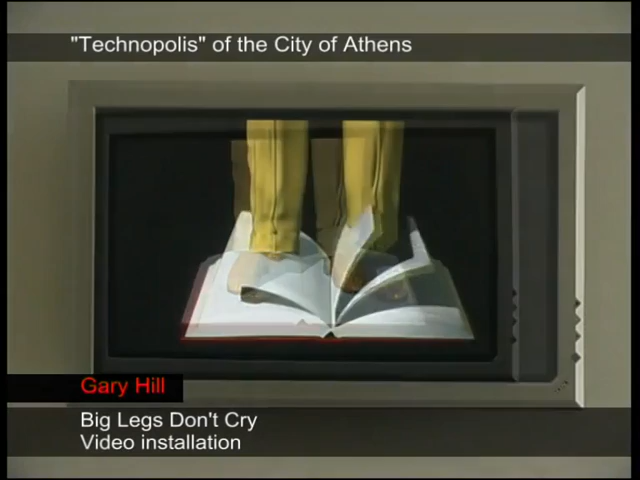 "Technopolis" of the City of Athens
Gary Hill
Big Legs Don't Cry
Video installation